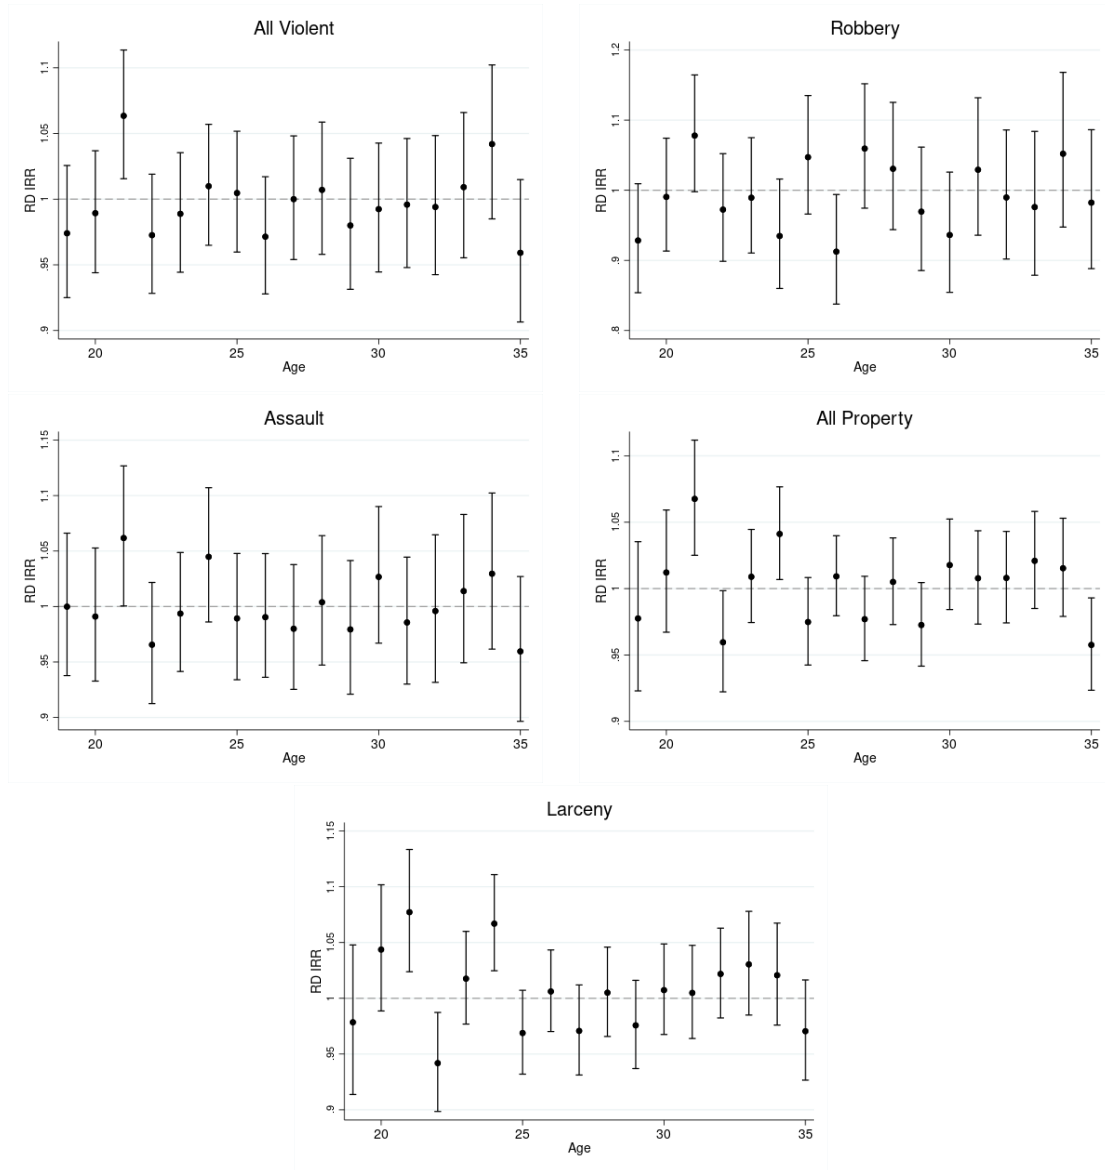 All Violent
RD IRR
1.1
1.05
1
.95
.9
20 25 30 35
Age
Robbery
RD IRR
1.2
1.1
1
.9
.8
20 25 30 35
Age
Assault
RD IRR
1.15
1.1
1.05
1
.95
.9
20 25 30 35
Age
All Property
RD IRR
1.1
1.05
1
.95
.9
20 25 30 35
Age
Larceny
RD IRR
1.15
1.1
1.05
1
.95
.9
20 25 30 35
Age